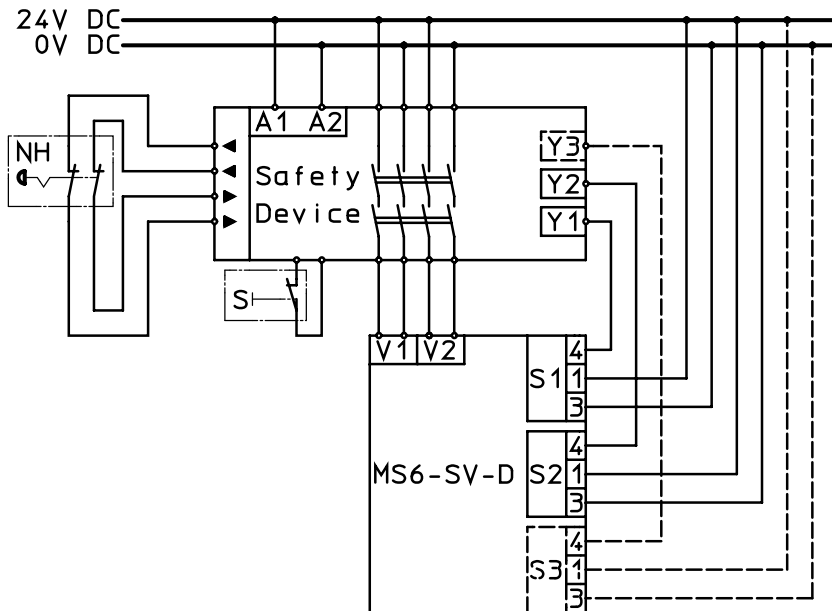 24V DC
0V DC
A1 A2
NH
Y3
Safety
Y2
Device
Y1
S
V1 V2
4
S1 1
3
4
MS6-SV-D S2 1
3
4
S3 1
3